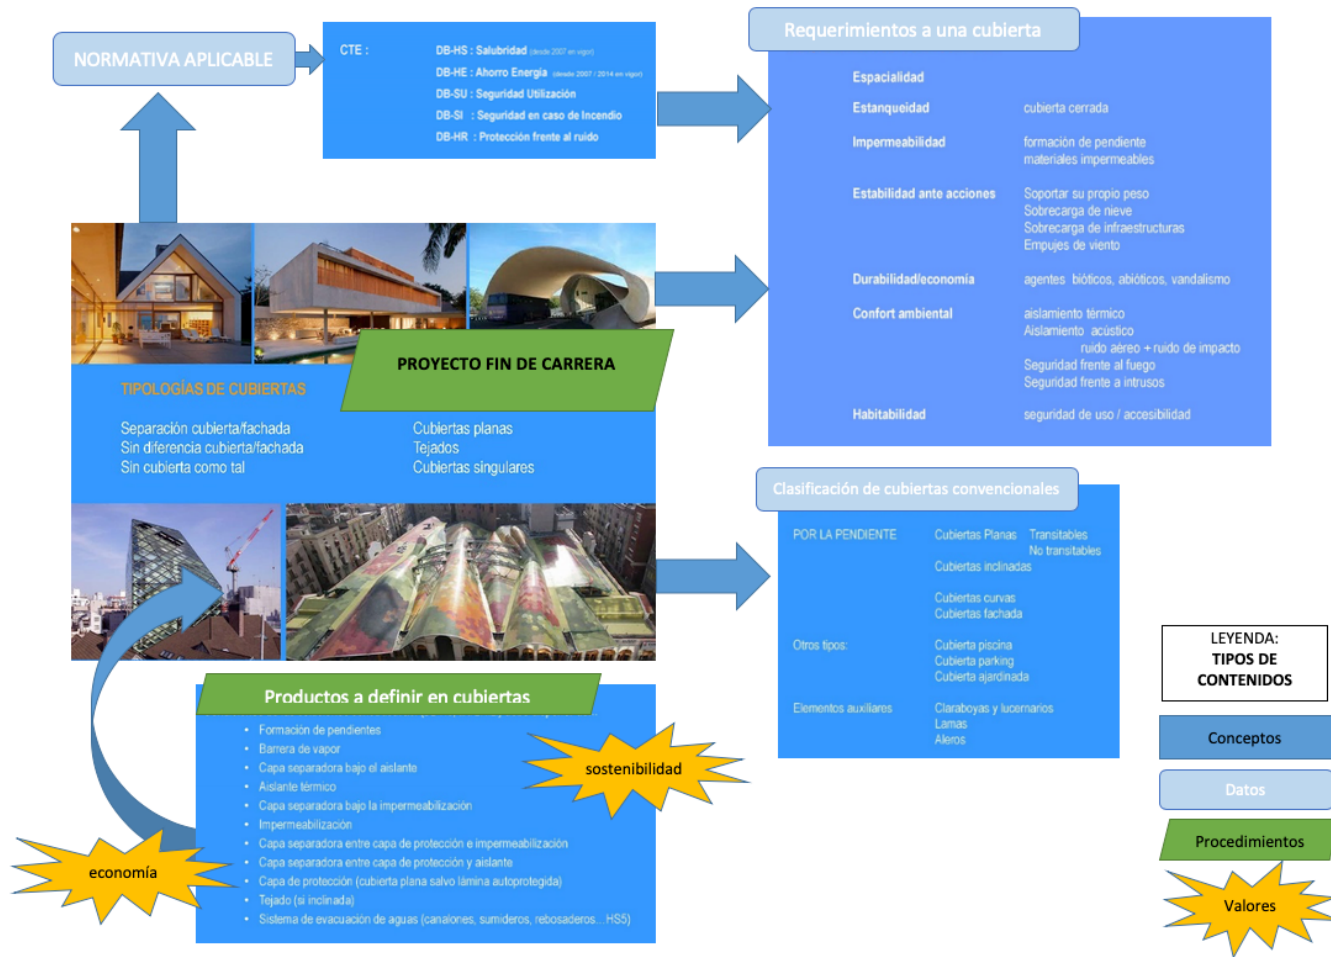 NORMATIVA APLICABLE
CTE :
DB-HS : Salubridad (desde 2007 en vigor)
DB-HE : Ahorro Energía (desde 2007 / 2014 en vigor)
DB-SU : Seguridad Utilización
DB-SI : Seguridad en caso de Incendio
DB-HR : Protección frente al ruido
Requerimientos a una cubierta
Espacialidad
Estanqueidad cubierta cerrada
Impermeabilidad formación de pendiente
materiales impermeables
Estabilidad ante acciones Soportar su propio peso
Sobrecarga de nieve
Sobrecarga de infraestructuras
Empujes de viento
Durabilidad/economía agentes bióticos, abióticos, vandalismo
Confort ambiental aislamiento térmico
Aislamiento acústico
ruido aéreo + ruido de impacto
Seguridad frente al fuego
Seguridad frente a intrusos
Habitabilidad seguridad de uso / accesibilidad
PROYECTO FIN DE CARRERA
TIPOLOGÍAS DE CUBIERTAS
Separación cubierta/fachada Cubiertas planas
Sin diferencia cubierta/fachada Tejados
Sin cubierta como tal Cubiertas singulares
Clasificación de cubiertas convencionales
POR LA PENDIENTE Cubiertas Planas Transitables
No transitables
Cubiertas inclinadas
Cubiertas curvas
Cubiertas fachada
Otros tipos: Cubierta piscina
Cubierta parking
Cubierta ajardinada
Elementos auxiliares Claraboyas y lucernarios
Lamas
Aleros
Productos a definir en cubiertas
• Formación de pendientes
• Barrera de vapor
• Capa separadora bajo el aislante
• Aislante térmico
• Capa separadora bajo la impermeabilización
• Impermeabilización
• Capa separadora entre capa de protección e impermeabilización
• Capa separadora entre capa de protección y aislante
• Capa de protección (cubierta plana salvo lámina autoprotegida)
• Tejado (si inclinada)
• Sistema de evacuación de aguas (canalones, sumideros, rebosaderos... HS5)
sostenibilidad
economía
LEYENDA:
TIPOS DE
CONTENIDOS
Conceptos
Datos
Procedimientos
Valores